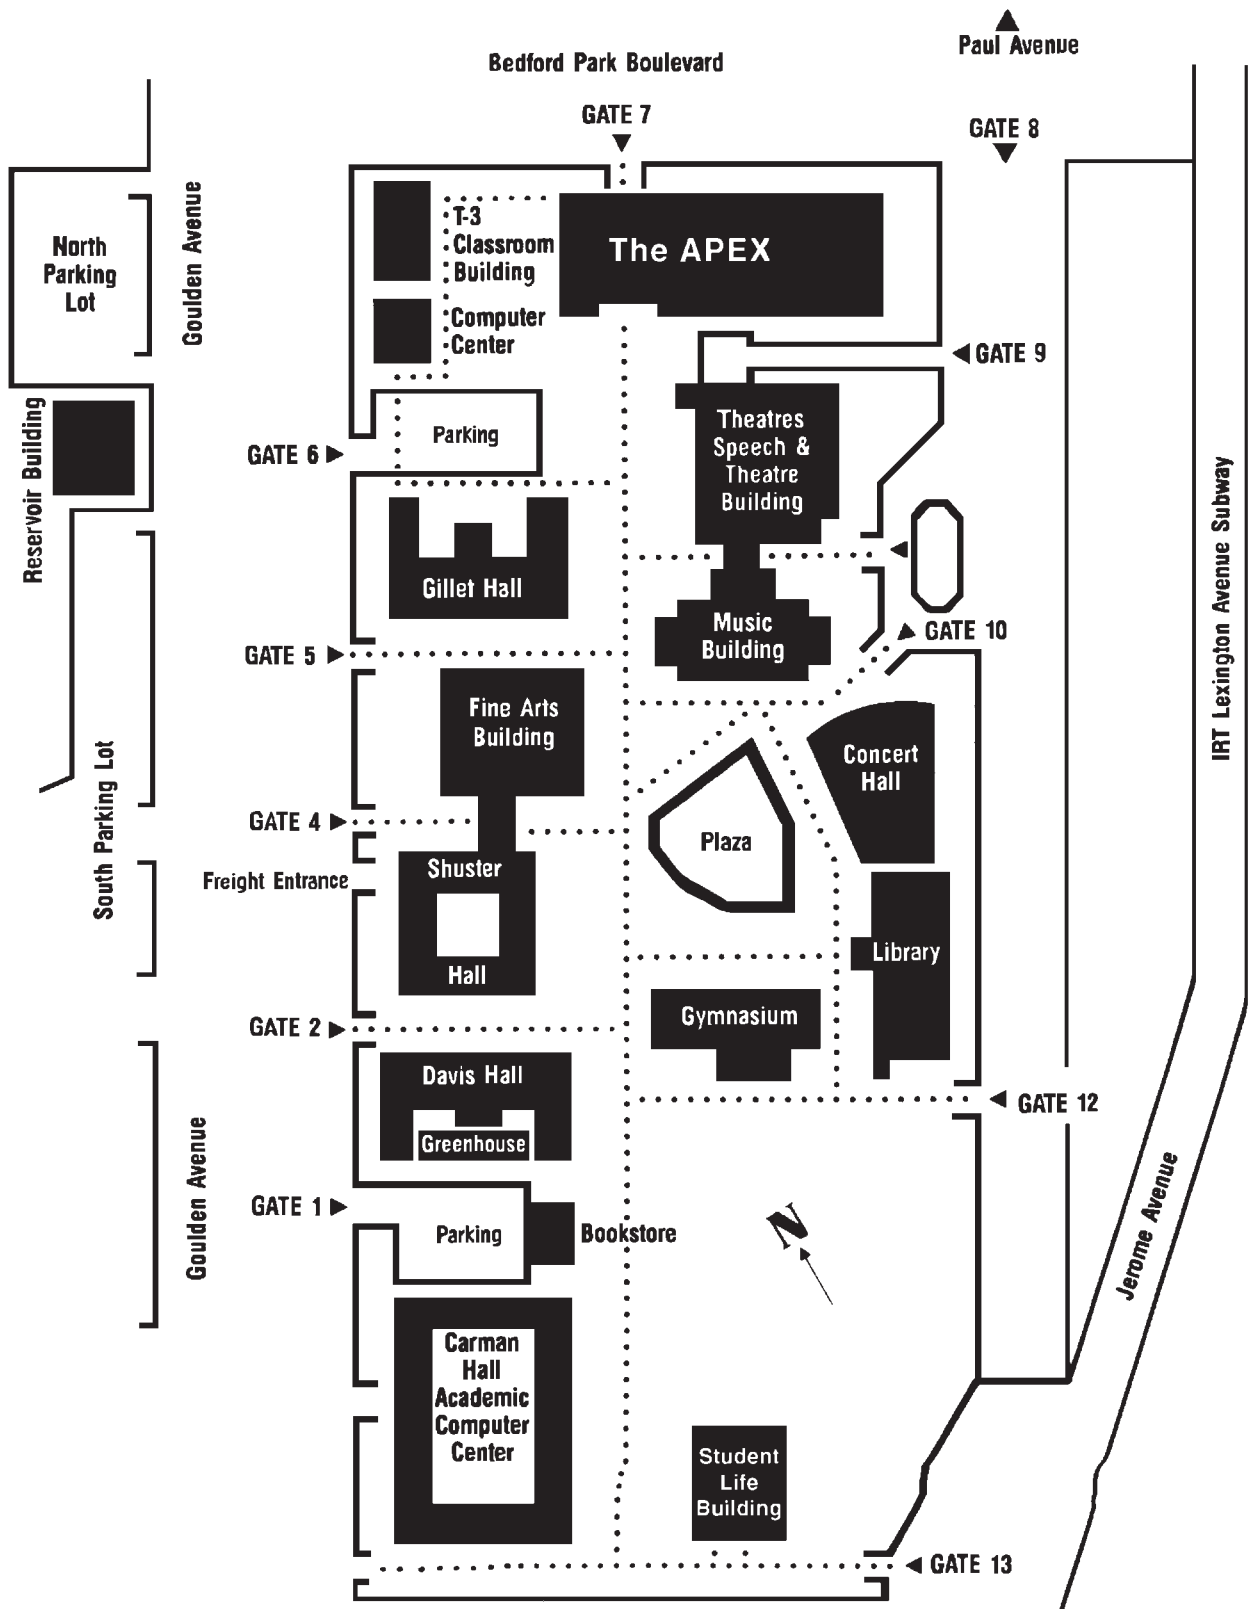 Paul Avenue
Bedford Park Boulevard
GATE 7
GATE 8
North
Parking
Lot
Goulden Avenue
T-3
Classroom
Building
The APEX
Computer
Center
GATE 9
Reservoir Building
Parking
GATE 6
Theatres
Speech &
Theatre
Building
IRT Lexington Avenue Subway
Gillet Hall
Music
Building
GATE 10
GATE 5
Fine Arts
Building
Concert
Hall
South Parking Lot
GATE 4
Plaza
Freight Entrance
Shuster
Hall
Library
GATE 2
Gymnasium
Davis Hall
Greenhouse
GATE 12
Goulden Avenue
GATE 1
Parking
Bookstore
N
Jerome Avenue
Carman
Hall
Academic
Computer
Center
Student
Life
Building
GATE 13